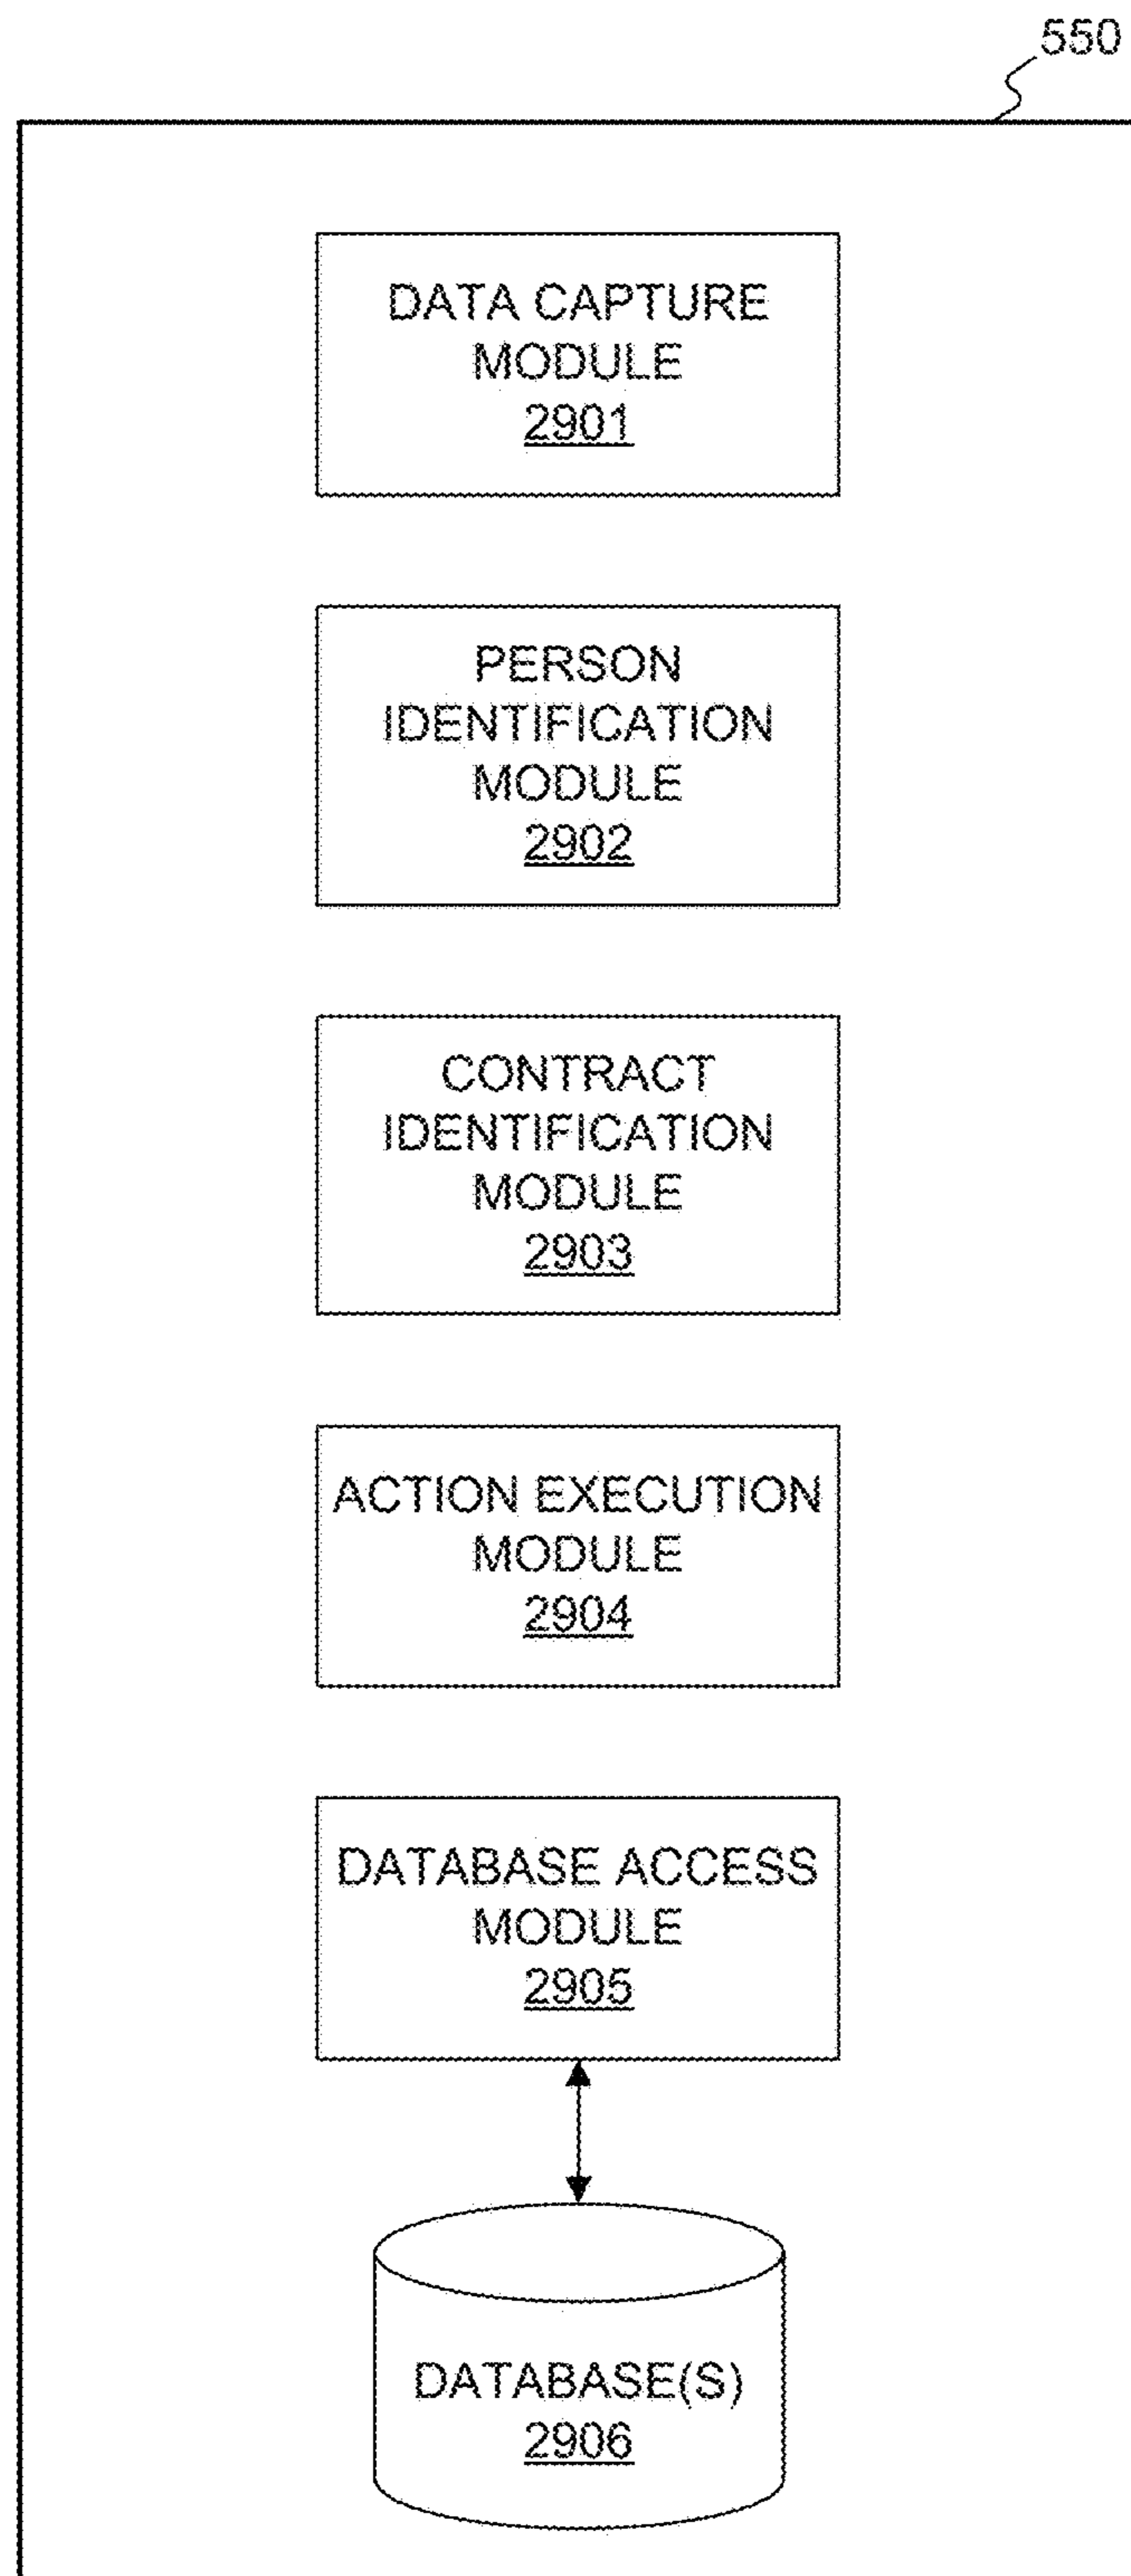 550
DATA CAPTURE
MODULE
2901
PERSON
IDENTIFICATION
MODULE
2902
CONTRACT
IDENTIFICATION
MODULE
2903
ACTION EXECUTION
MODULE
2904
DATABASE ACCESS
MODULE
2905
DATABASE(S)
2906